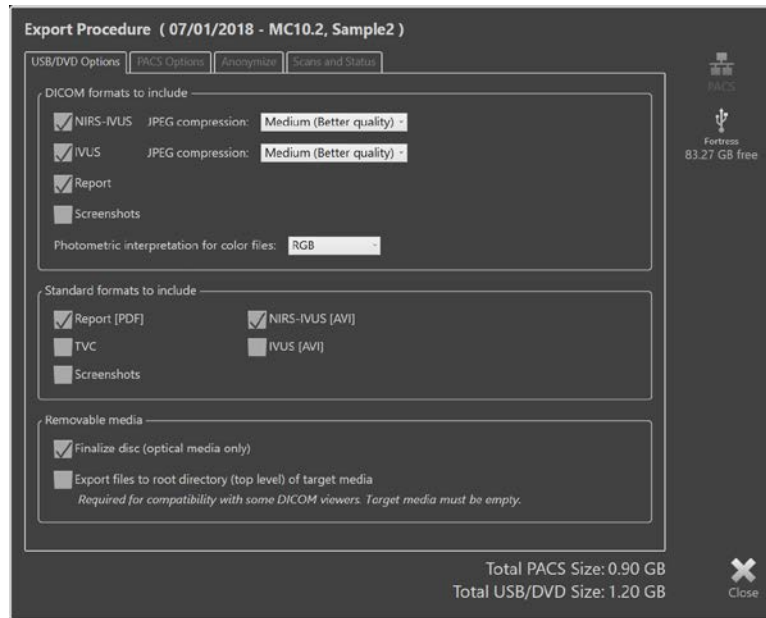 Export Procedure ( 07/01/2018 - MC10.2, Sample2 )
USB/DVD Options PACS Options Anonymize Scans and Status
PACS
Fortress
83.27 GB free
DICOM formats to include
NIRS-IVUS JPEG compression: Medium (Better quality)
IVUS JPEG compression: Medium (Better quality)
Report
Screenshots
Photometric interpretation for color files: RGB
Standard formats to include
Report [PDF] NIRS-IVUS [AVI]
TVC IVUS [AVI]
Screenshots
Removable media
Finalize disc (optical media only)
Export files to root directory (top level) of target media
Required for compatibility with some DICOM viewers. Target media must be empty.
Total PACS Size: 0.90 GB
Total USB/DVD Size: 1.20 GB
Close